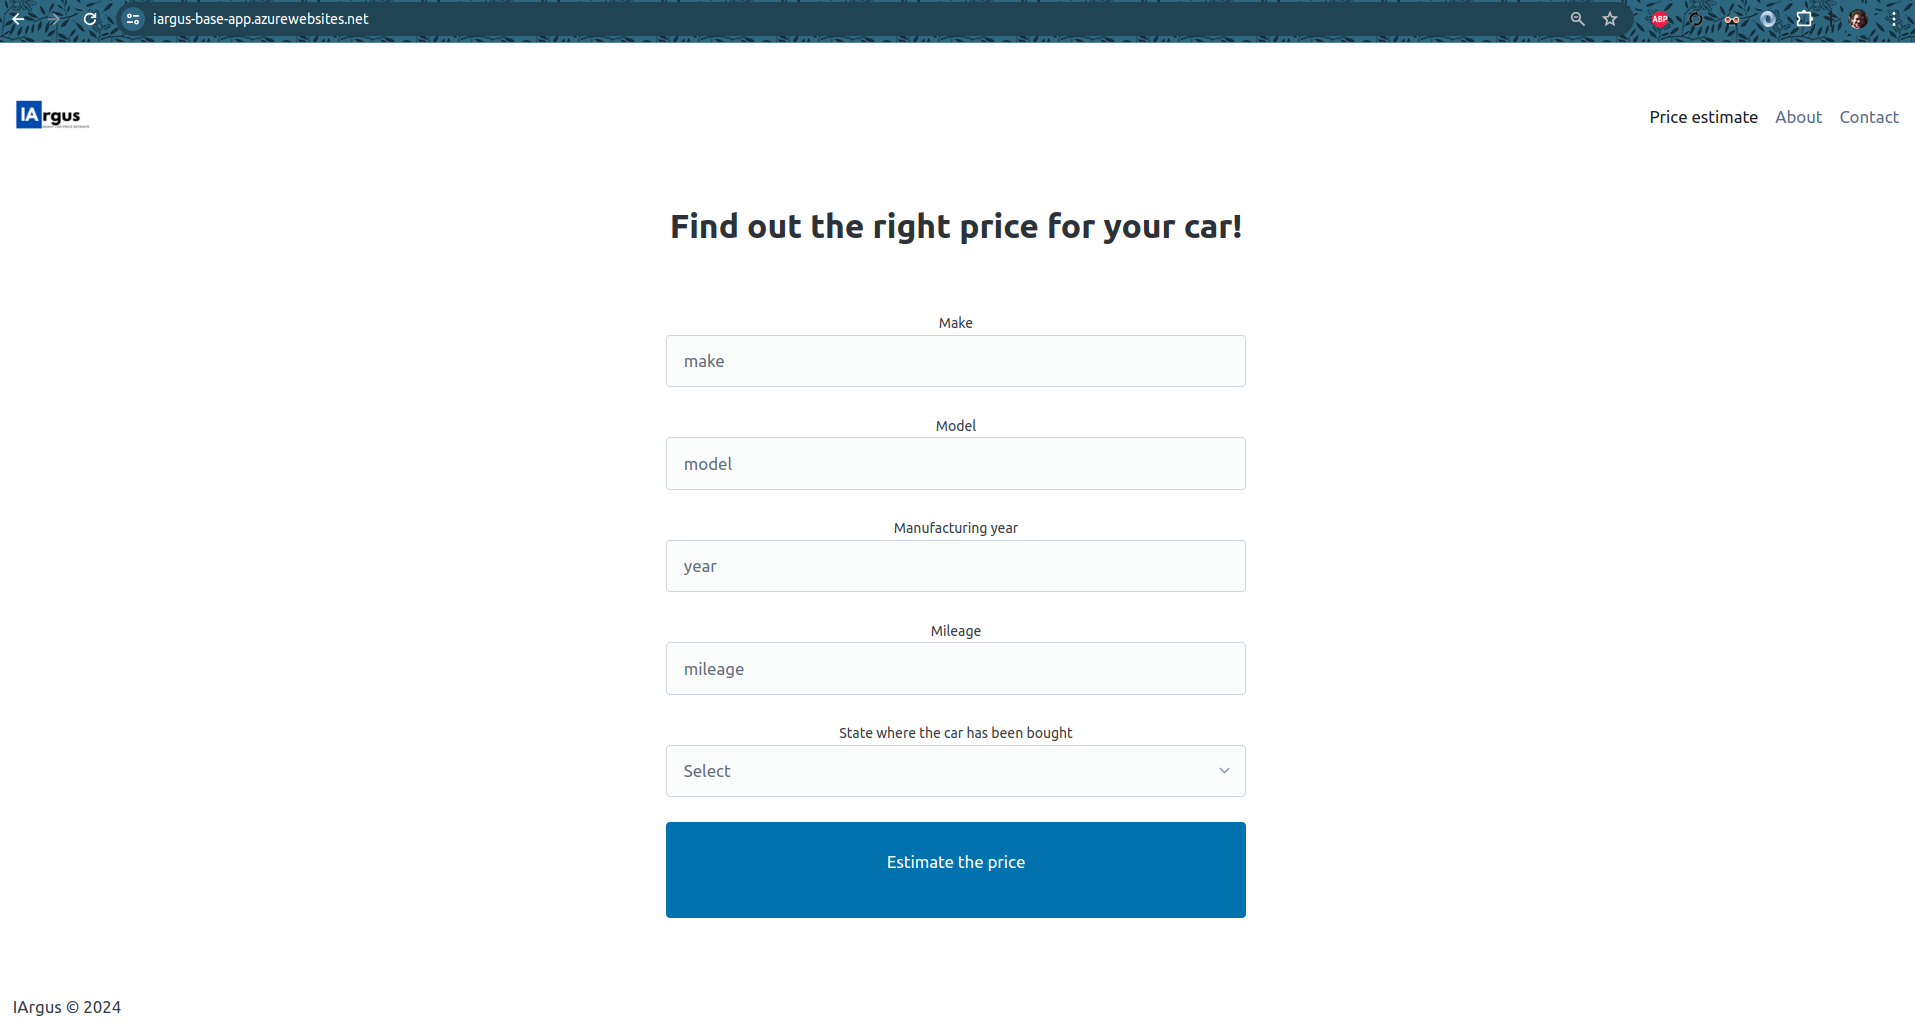 iargus-base-app.azurewebsites.net
ABP
IArgus
Price estimate About Contact
Find out the right price for your car!
Make
make
Model
model
Manufacturing year
year
Mileage
mileage
State where the car has been bought
Select
Estimate the price
IArgus © 2024